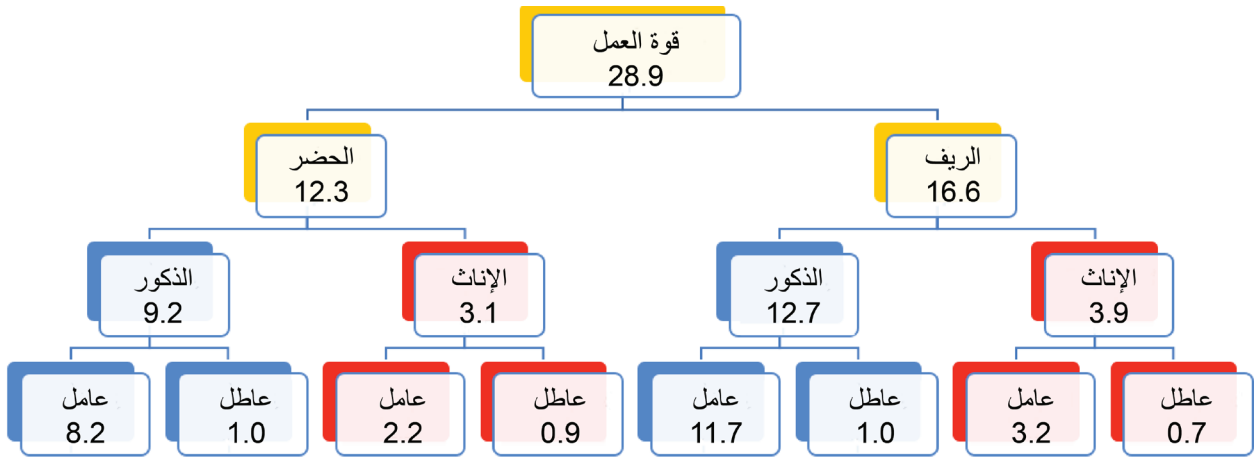 قوة العمل
28.9
الحضر
12.3
الريف
16.6
الذكور
9.2
الإناث
3.1
الذكور
12.7
الإناث
3.9
عامل
8.2
عاطل
1.0
عامل
2.2
عاطل
0.9
عامل
11.7
عاطل
1.0
عامل
3.2
عاطل
0.7